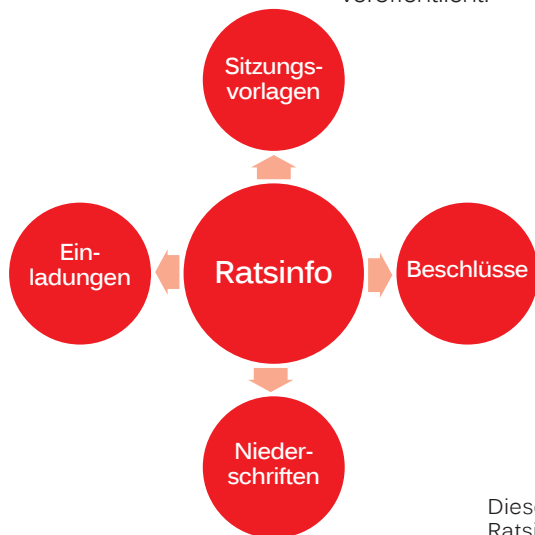 Sitzungs-
vorlagen
Ein-
ladungen
Ratsinfo
Beschlüsse
Nieder-
schriften